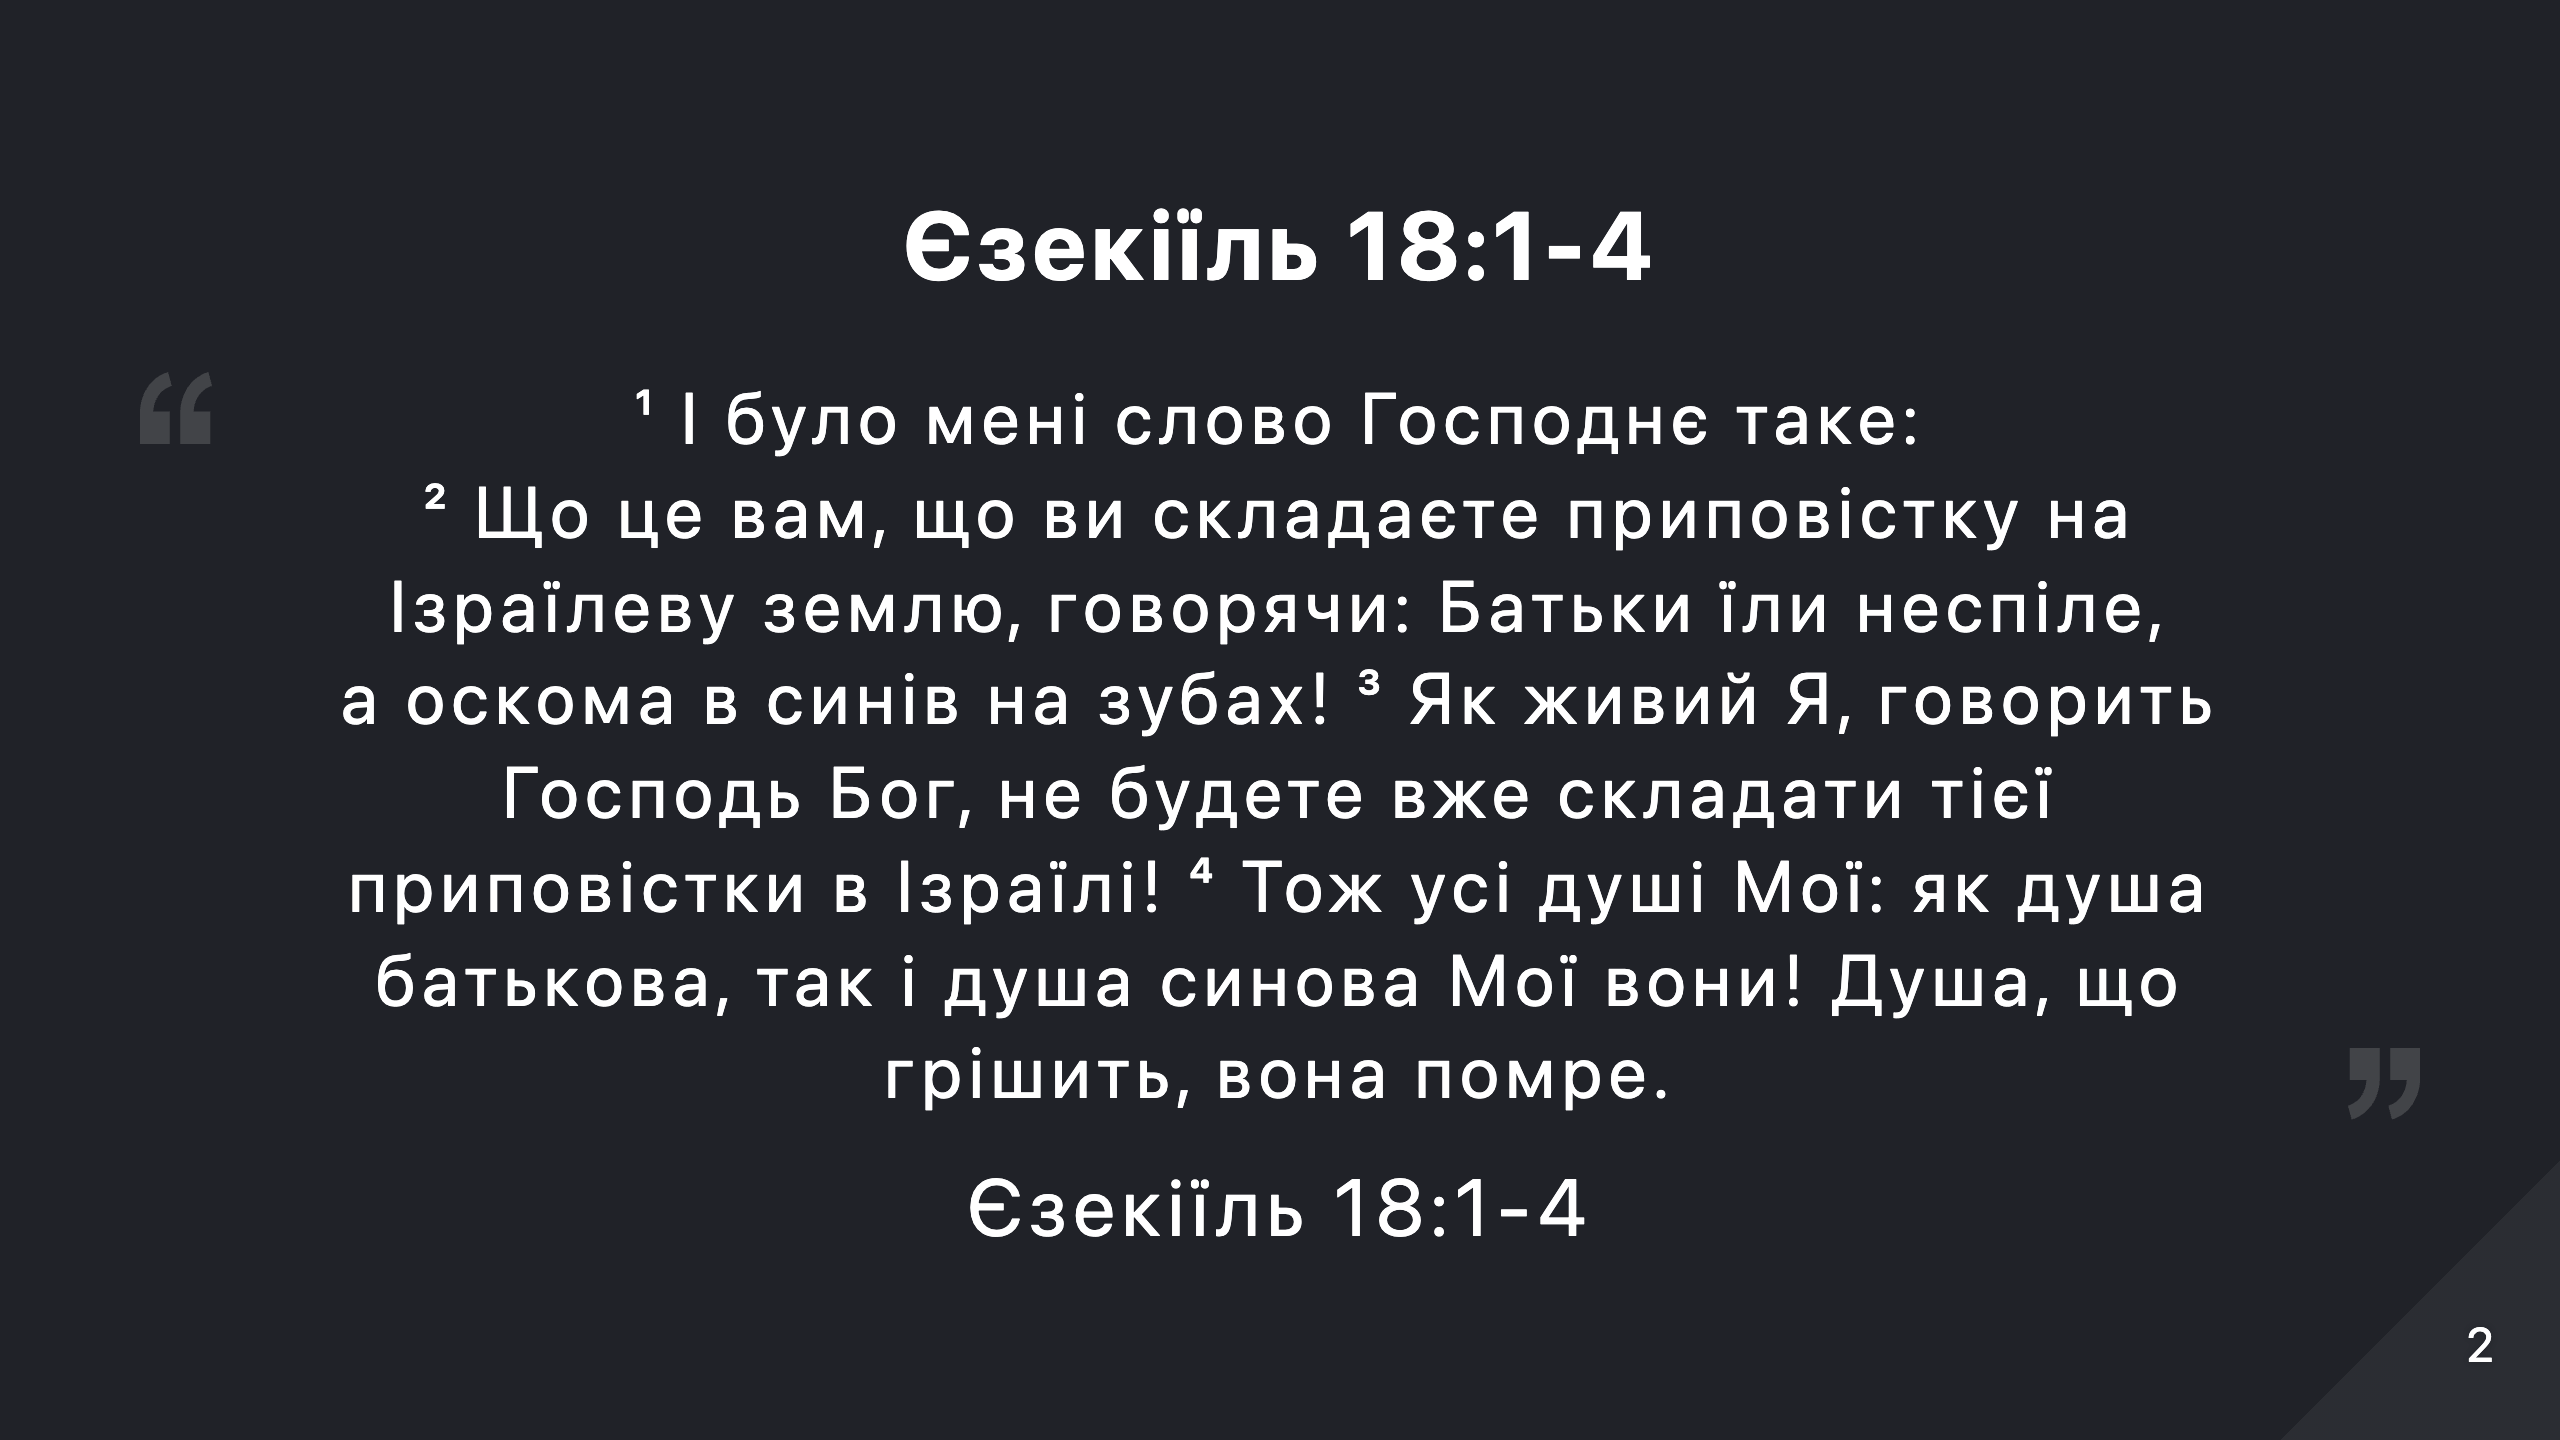 Єзекіїль 18:1-4
“
¹ І було мені слово Господнє таке:
² Що це вам, що ви складаєте приповістку на
Ізраїлеву землю, говорячи: Батьки їли неспіле,
а оскома в синів на зубах! ³ Як живий Я, говорить
Господь Бог, не будете вже складати тієї
приповістки в Ізраїлі! ⁴ Тож усі душі Мої: як душа
батькова, так і душа синова Мої вони! Душа, що
грішить, вона помре.
”
Єзекіїль 18:1-4
2